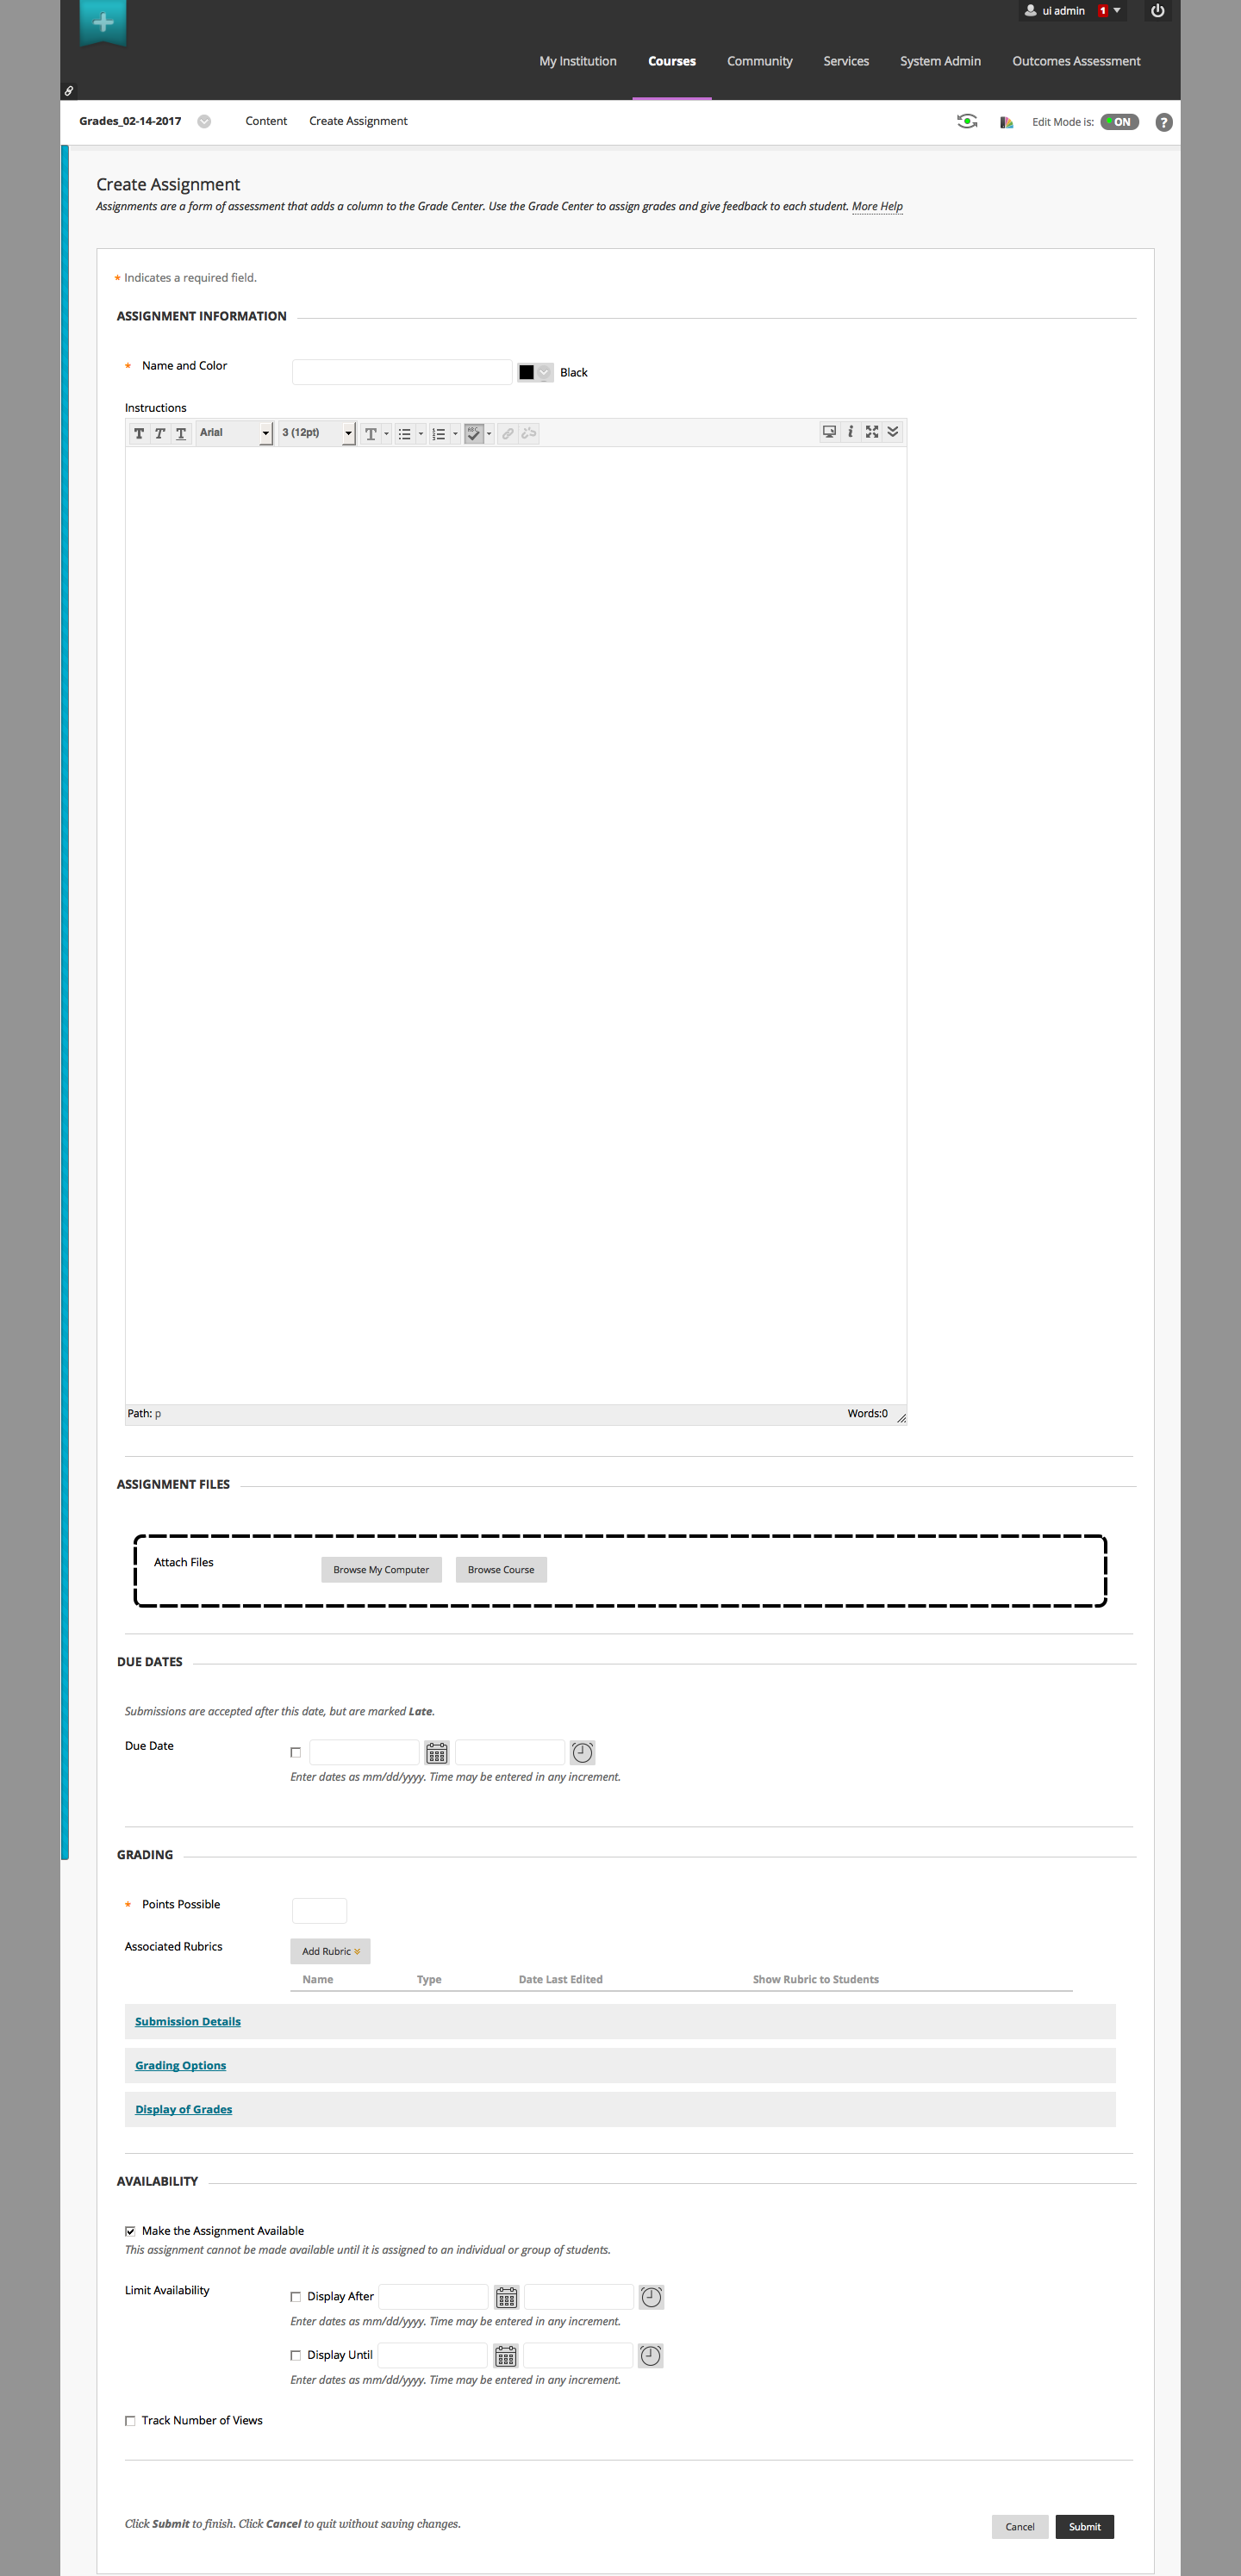 ui admin 1
My Institution Courses Community Services System Admin Outcomes Assessment
Grades_02-14-2017 Content Create Assignment Edit Mode is: ON ?
Create Assignment
Assignments are a form of assessment that adds a column to the Grade Center. Use the Grade Center to assign grades and give feedback to each student. More Help
* Indicates a required field.
ASSIGNMENT INFORMATION
* Name and Color Black
Instructions
T T T Arial 3 (12pt) T ABC i
Path: p Words:0
ASSIGNMENT FILES
Attach Files Browse My Computer Browse Course
DUE DATES
Submissions are accepted after this date, but are marked Late.
Due Date
Enter dates as mm/dd/yyyy. Time may be entered in any increment.
GRADING
* Points Possible
Associated Rubrics Add Rubric
Name Type Date Last Edited Show Rubric to Students
Submission Details
Grading Options
Display of Grades
AVAILABILITY
Make the Assignment Available
This assignment cannot be made available until it is assigned to an individual or group of students.
Limit Availability Display After
Enter dates as mm/dd/yyyy. Time may be entered in any increment.
Display Until
Enter dates as mm/dd/yyyy. Time may be entered in any increment.
Track Number of Views
Click Submit to finish. Click Cancel to quit without saving changes. Cancel Submit